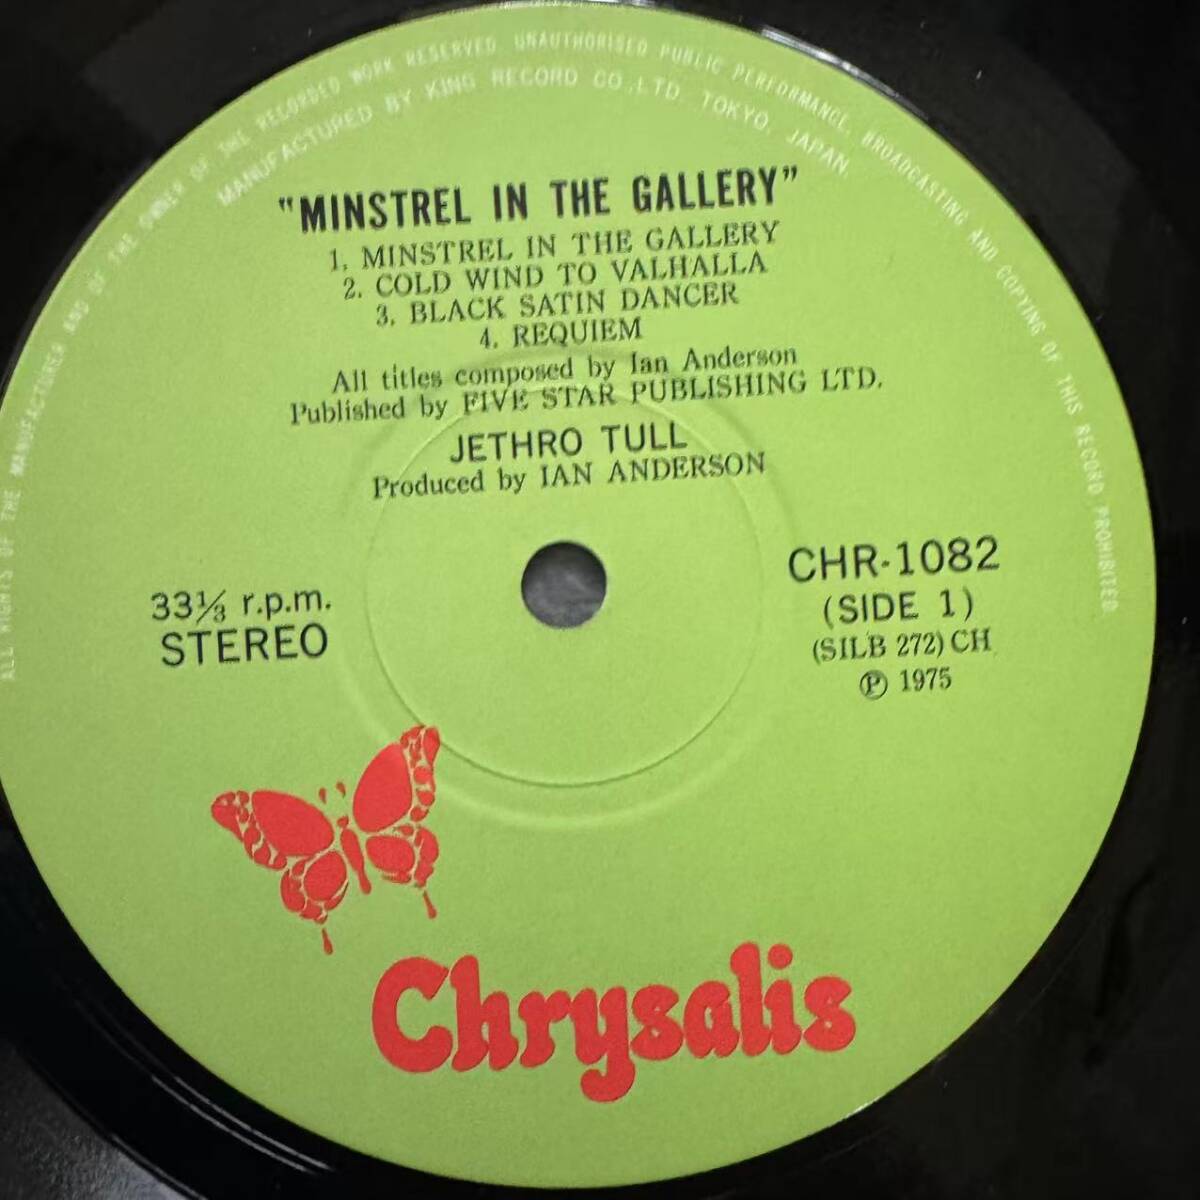 ALL RIGHTS OF THE MANUFACTURER AND OF THE OWNER OF THE RECORDED WORK RESERVED. UNAUTHORISED PUBLIC PERFORMANCE, BROADCASTING AND COPYING OF THIS RECORD PROHIBITED.
MANUFACTURED BY KING RECORD CO., LTD. TOKYO, JAPAN
"MINSTREL IN THE GALLERY"
1. MINSTREL IN THE GALLERY
2. COLD WIND TO VALHALLA
3. BLACK SATIN DANCER
4. REQUIEM
All titles composed by Ian Anderson
Published by FIVE STAR PUBLISHING LTD.
JETHRO TULL
Produced by IAN ANDERSON
33⅓ r.p.m.
STEREO
CHR-1082
(SIDE 1)
(SILB 272) CH
Ⓟ 1975
Chrysalis